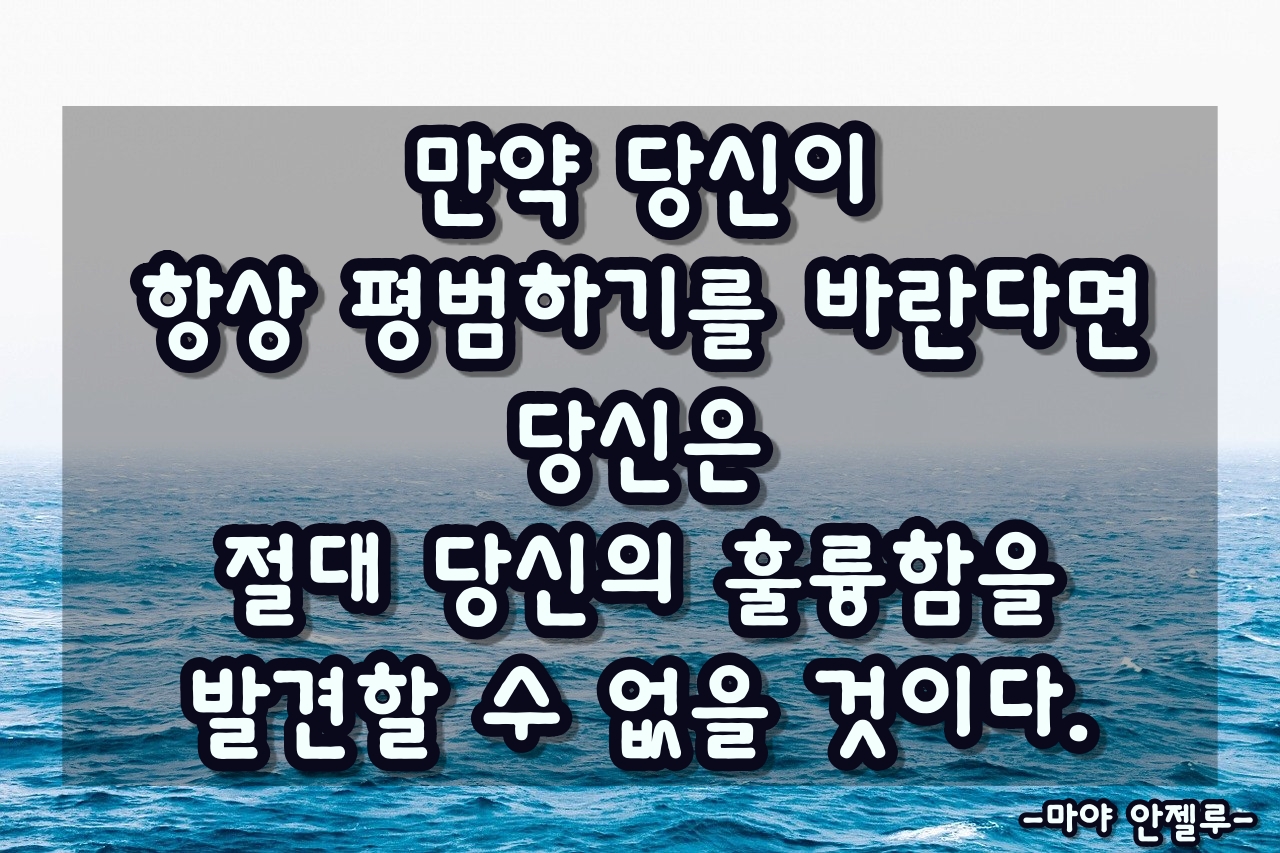 만약 당신이
항상 평범하기를 바란다면
당신은
절대 당신의 훌륭함을
발견할 수 없을 것이다.
-마야 안젤루-